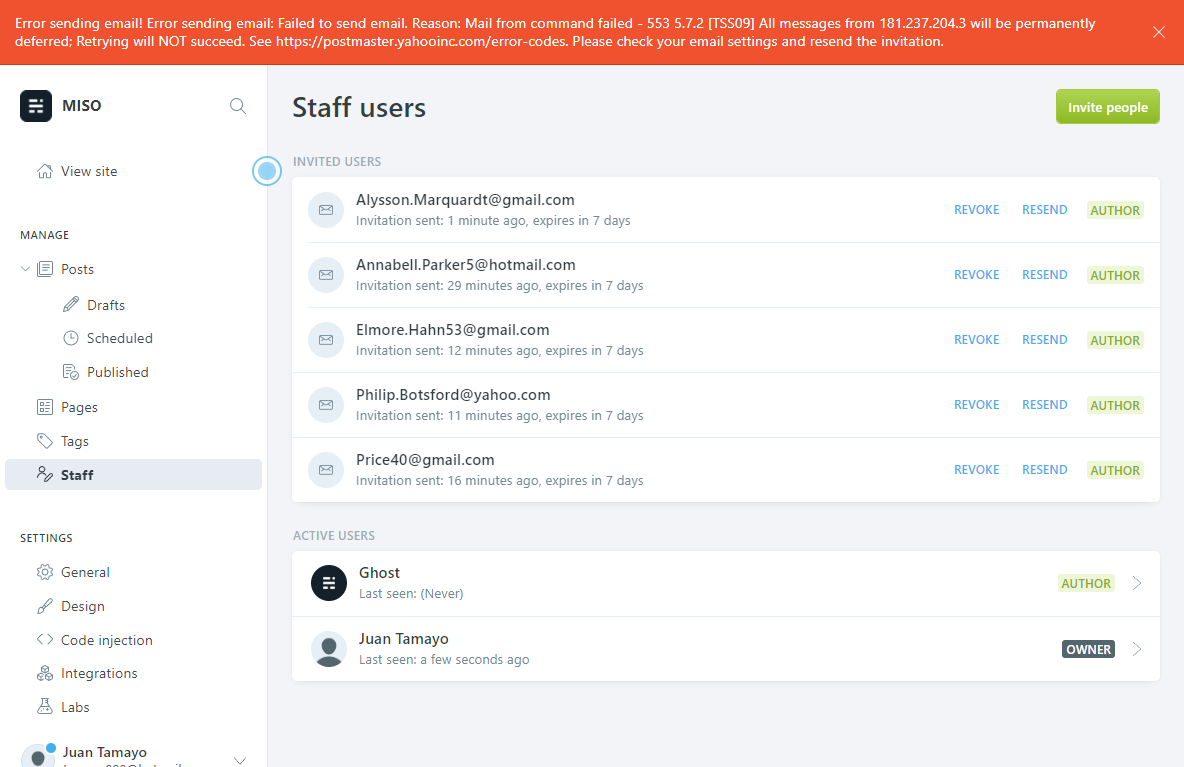 Error sending email! Error sending email: Failed to send email. Reason: Mail from command failed - 553 5.7.2 [TSS09] All messages from 181.237.204.3 will be permanently
deferred; Retrying will NOT succeed. See https://postmaster.yahooinc.com/error-codes. Please check your email settings and resend the invitation.
MISO
View site
MANAGE
Posts
Drafts
Scheduled
Published
Pages
Tags
Staff
SETTINGS
General
Design
Code injection
Integrations
Labs
Juan Tamayo
Staff users
Invite people
INVITED USERS
Alysson.Marquardt@gmail.com
Invitation sent: 1 minute ago, expires in 7 days
REVOKE RESEND AUTHOR
Annabell.Parker5@hotmail.com
Invitation sent: 29 minutes ago, expires in 7 days
REVOKE RESEND AUTHOR
Elmore.Hahn53@gmail.com
Invitation sent: 12 minutes ago, expires in 7 days
REVOKE RESEND AUTHOR
Philip.Botsford@yahoo.com
Invitation sent: 11 minutes ago, expires in 7 days
REVOKE RESEND AUTHOR
Price40@gmail.com
Invitation sent: 16 minutes ago, expires in 7 days
REVOKE RESEND AUTHOR
ACTIVE USERS
Ghost
Last seen: (Never)
AUTHOR
Juan Tamayo
Last seen: a few seconds ago
OWNER